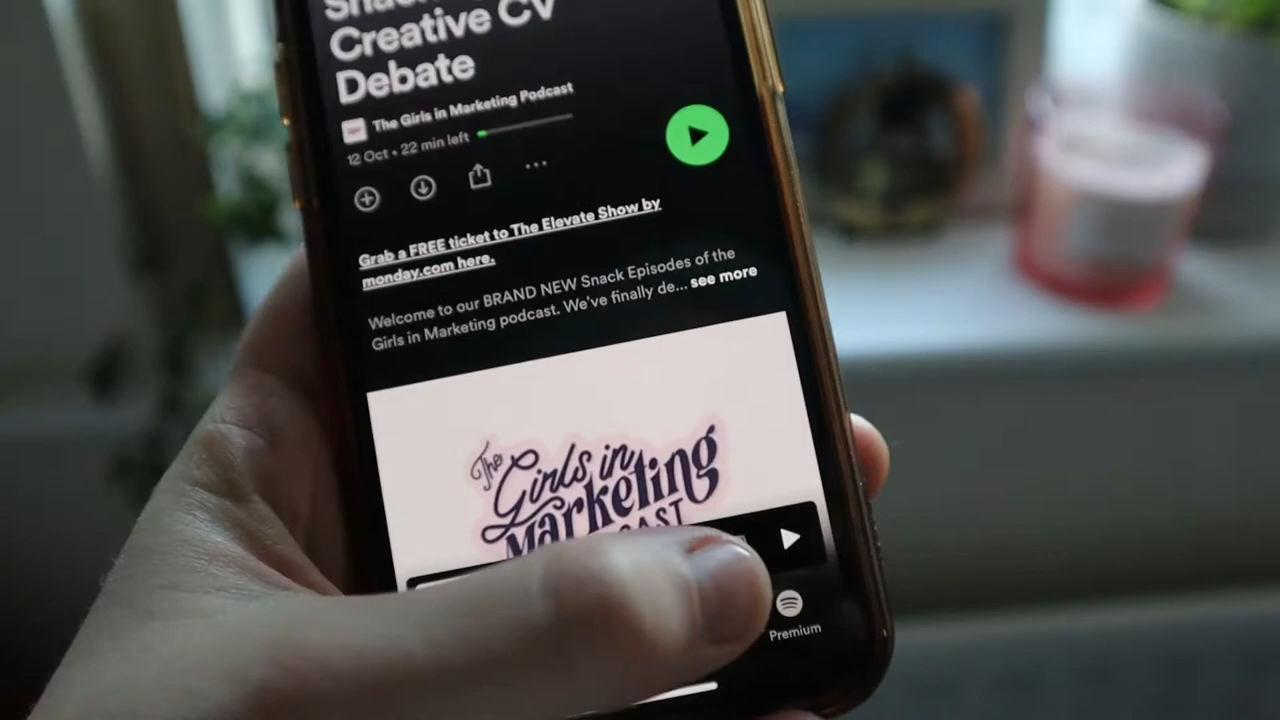 Creative CV
Debate
The Girls in Marketing Podcast
12 Oct • 22 min left
Grab a FREE ticket to The Elevate Show by
monday.com here.
Welcome to our BRAND NEW Snack Episodes of the
Girls in Marketing podcast. We've finally de... see more
The
Girls in
Marketing
Premium